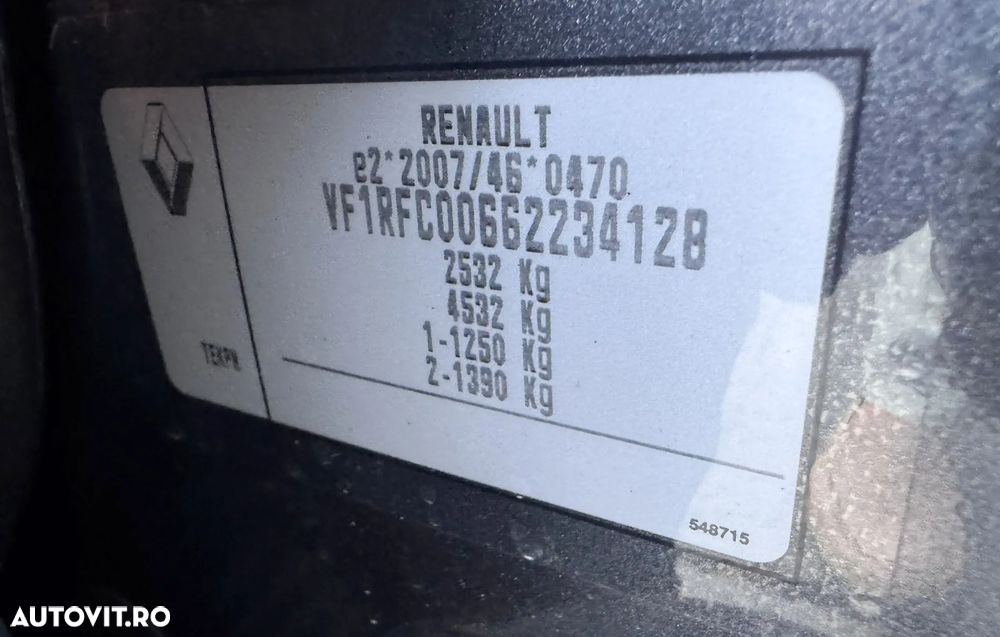 RENAULT
e2*2007/46*0470
VF1RFC00662234128
2532 Kg
4532 Kg
1-1250 Kg
2-1390 Kg
548715
AUTOVIT.RO